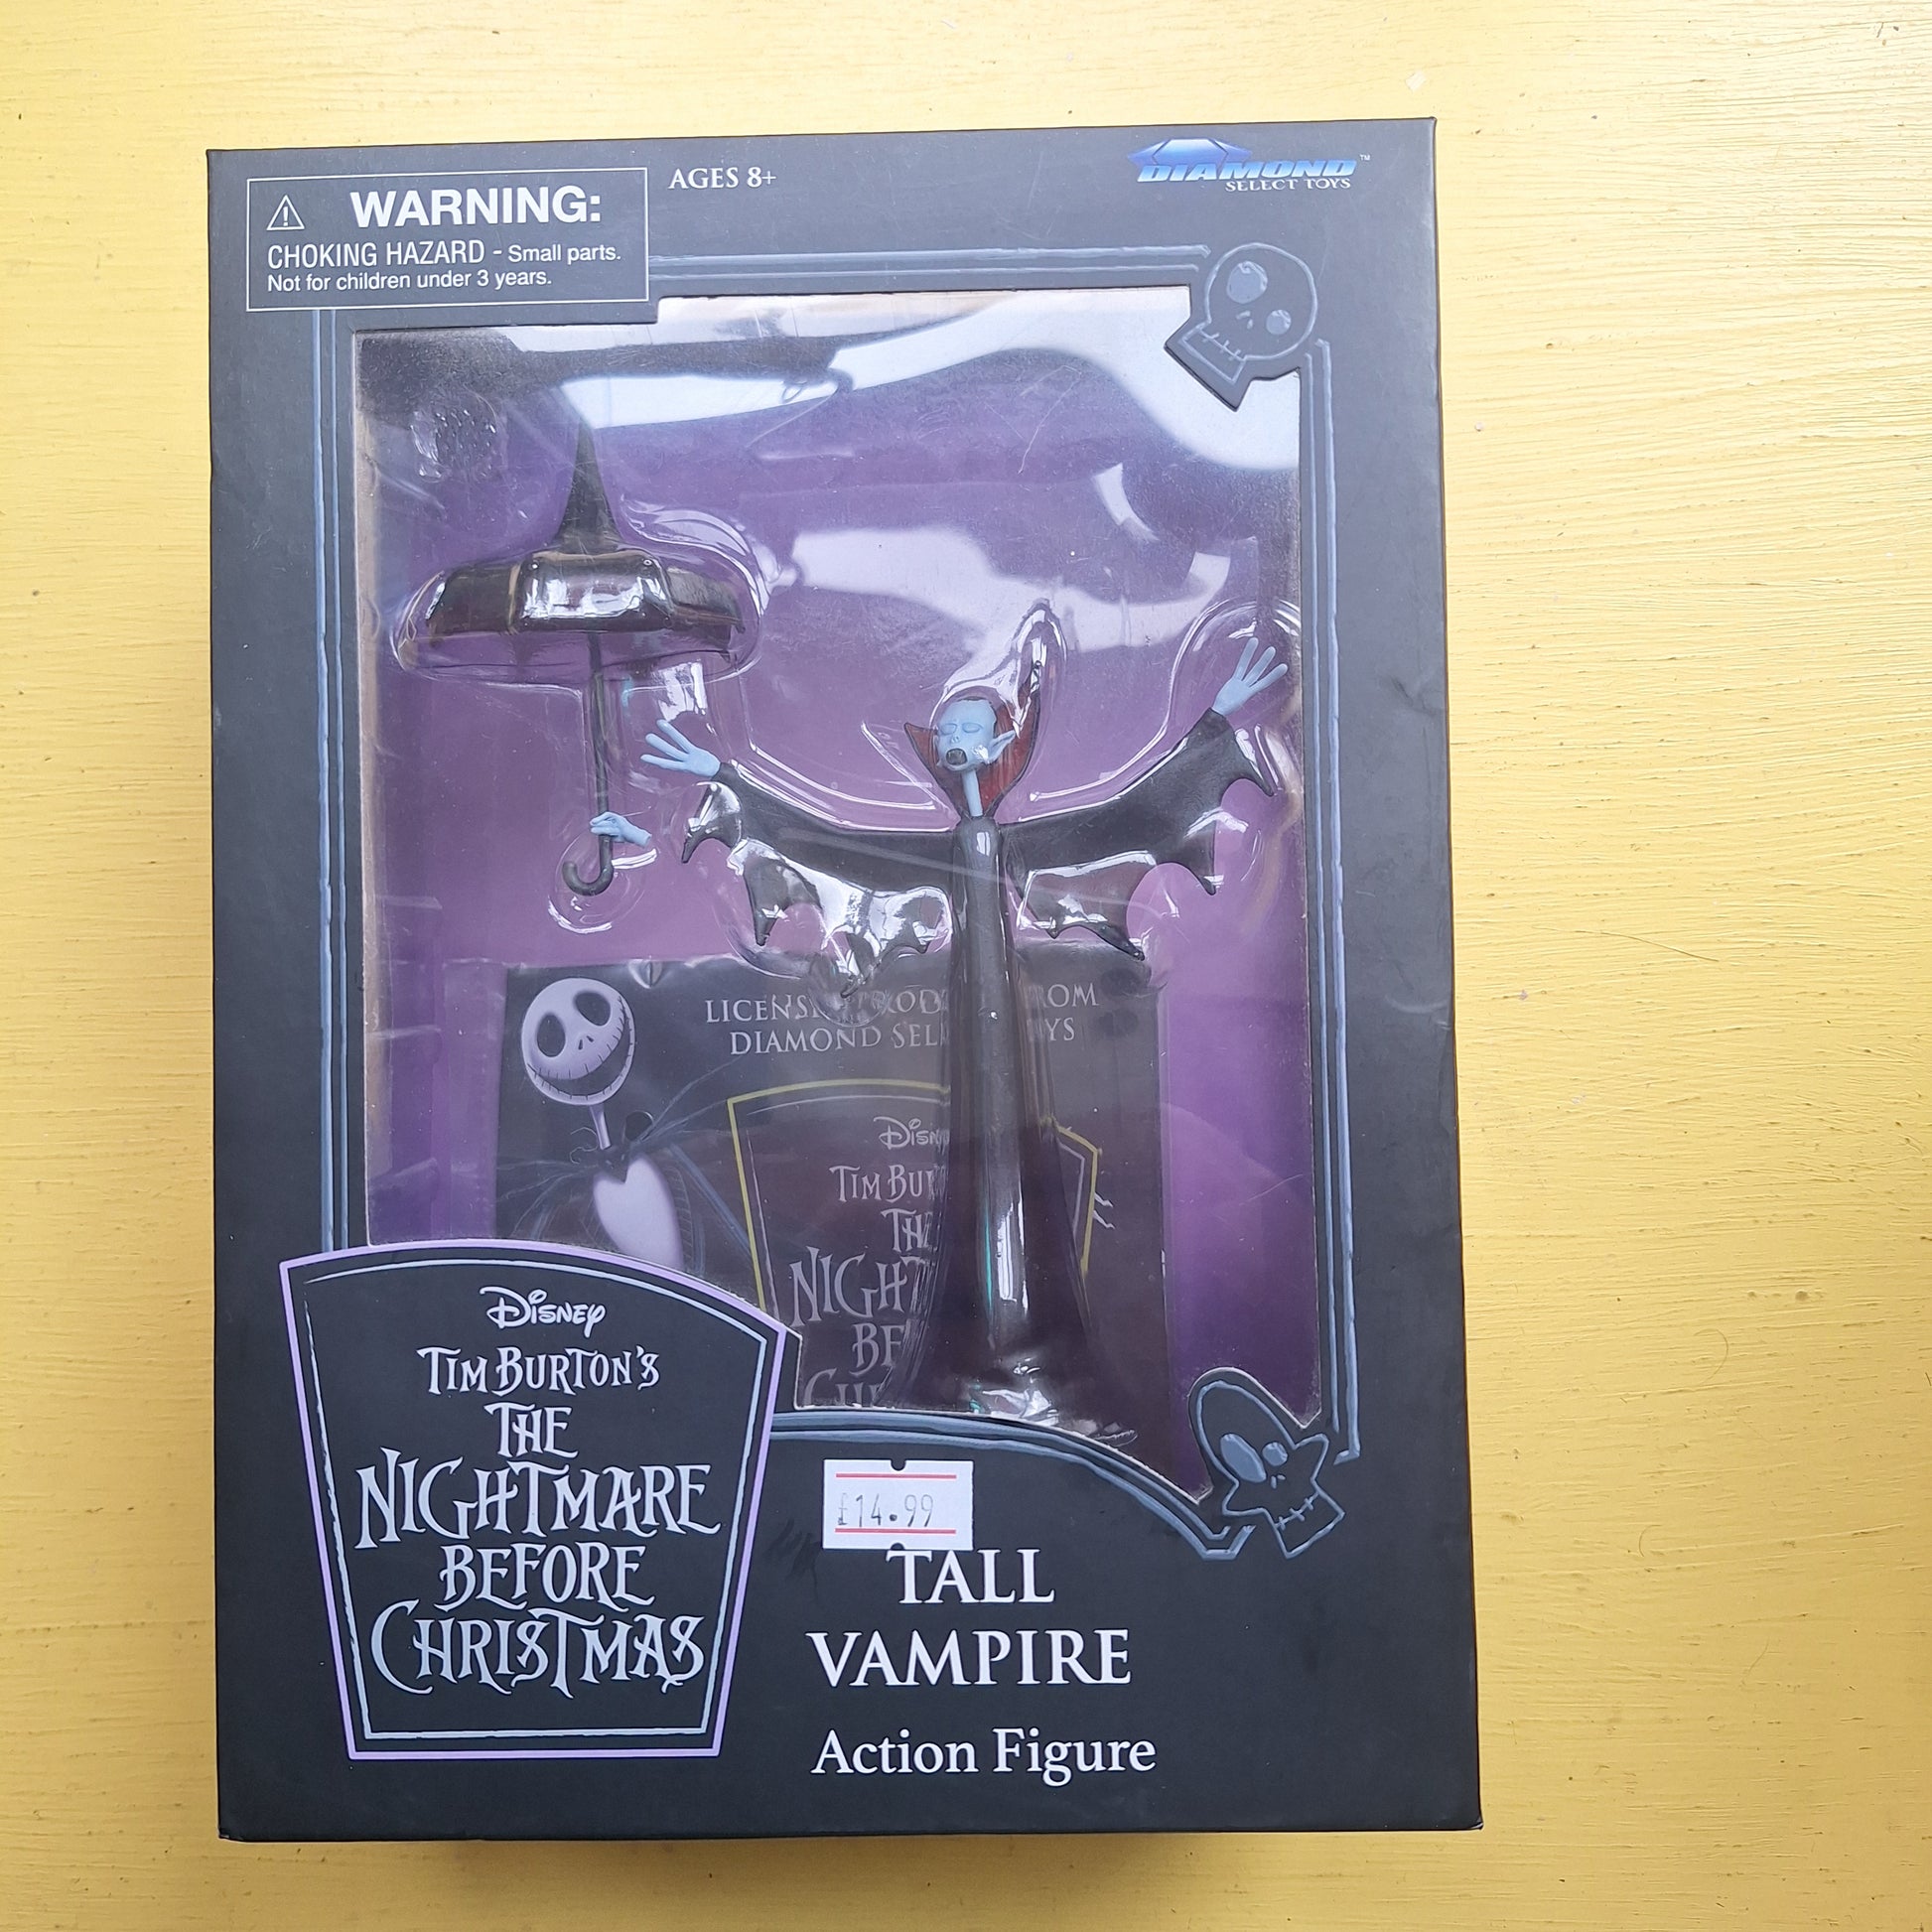 WARNING:
CHOKING HAZARD - Small parts.
Not for children under 3 years.
AGES 8+
DIAMOND™
SELECT TOYS
DIAMOND
Disney
TIM BURTON'S
THE
NIGHTMARE
BEFORE
CHRISTMAS
£14.99
TALL
VAMPIRE
Action Figure